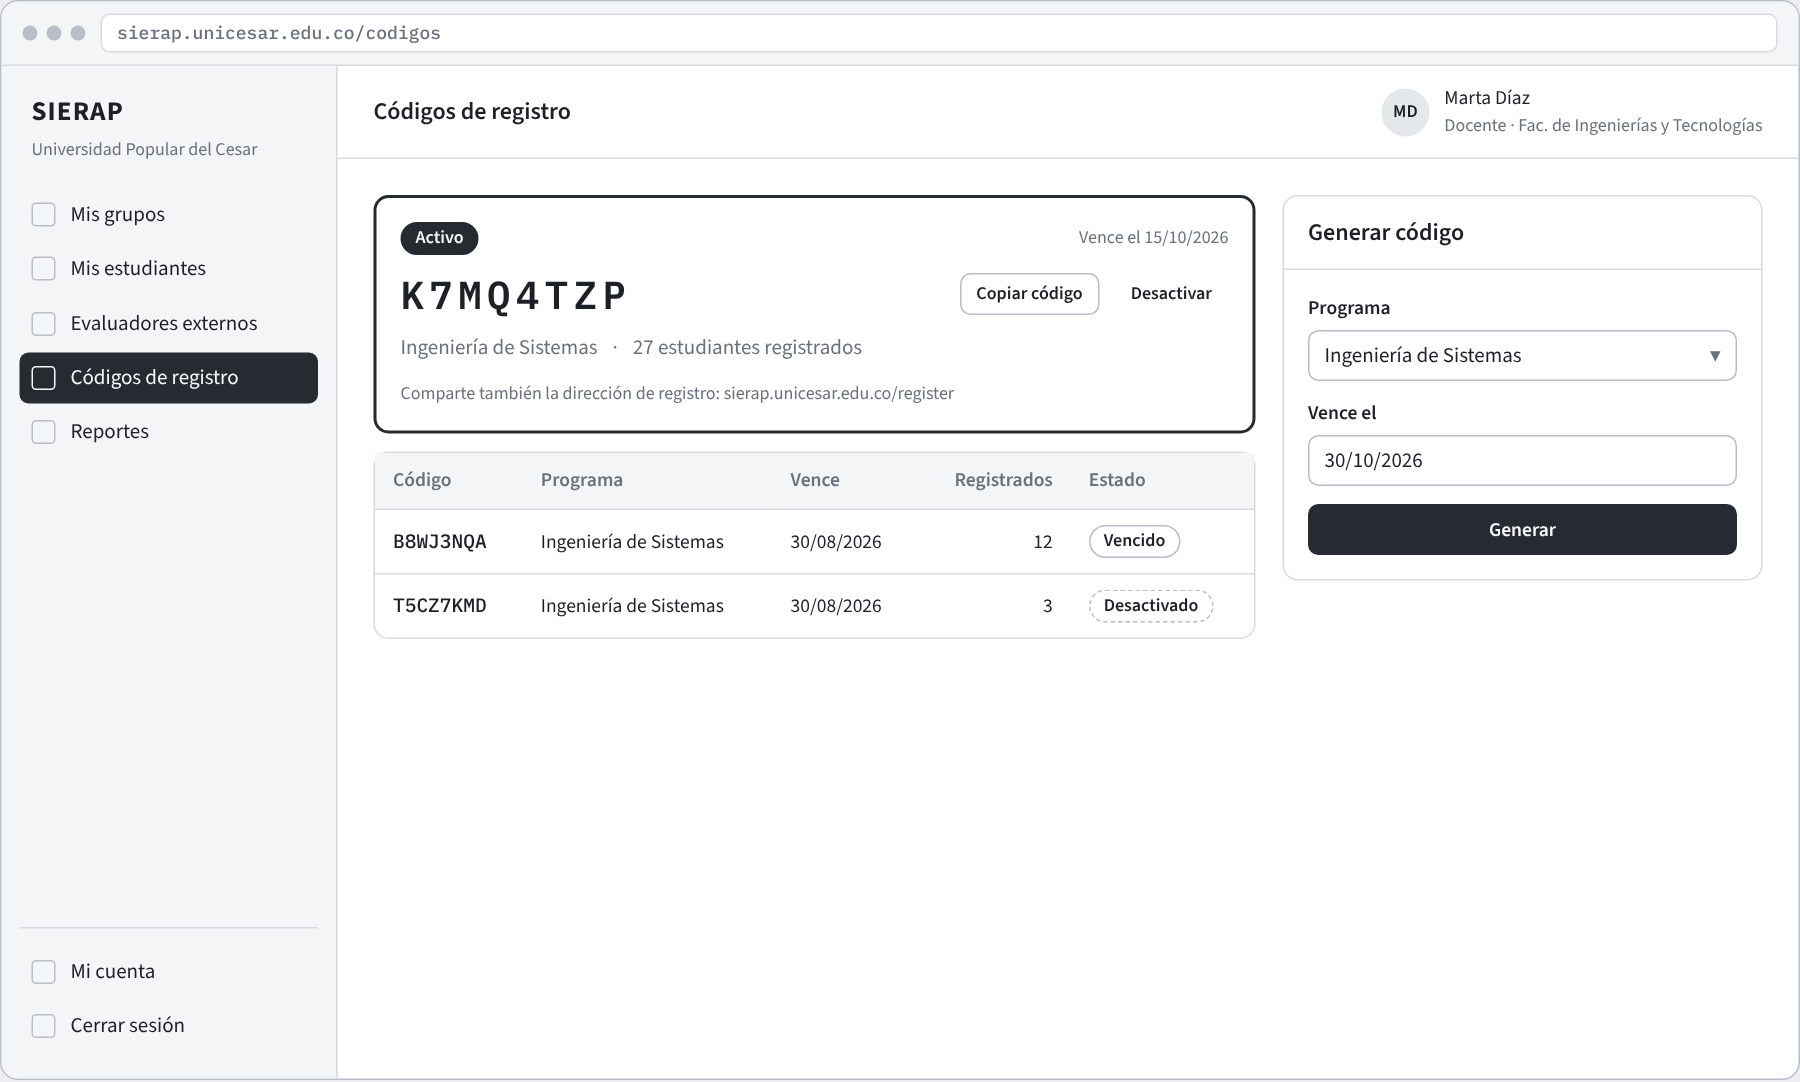 sierap.unicesar.edu.co/codigos
SIERAP
Universidad Popular del Cesar
Mis grupos
Mis estudiantes
Evaluadores externos
Códigos de registro
Reportes
Mi cuenta
Cerrar sesión
Códigos de registro
MD
Marta Díaz
Docente · Fac. de Ingenierías y Tecnologías
Activo
Vence el 15/10/2026
K7MQ4TZP
Copiar código
Desactivar
Ingeniería de Sistemas · 27 estudiantes registrados
Comparte también la dirección de registro: sierap.unicesar.edu.co/register
Código Programa Vence Registrados Estado
B8WJ3NQA Ingeniería de Sistemas 30/08/2026 12 Vencido
T5CZ7KMD Ingeniería de Sistemas 30/08/2026 3 Desactivado
Generar código
Programa
Ingeniería de Sistemas
Vence el
30/10/2026
Generar